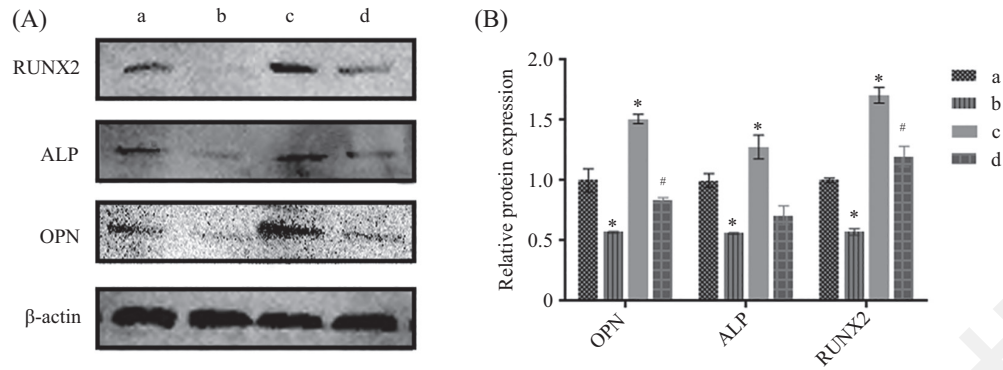 (A)
a b c d
RUNX2
ALP
OPN
β-actin
(B)
Relative protein expression
2.0
1.5
1.0
0.5
0
* * #
* *
* * #
OPN ALP RUNX2
a
b
c
d